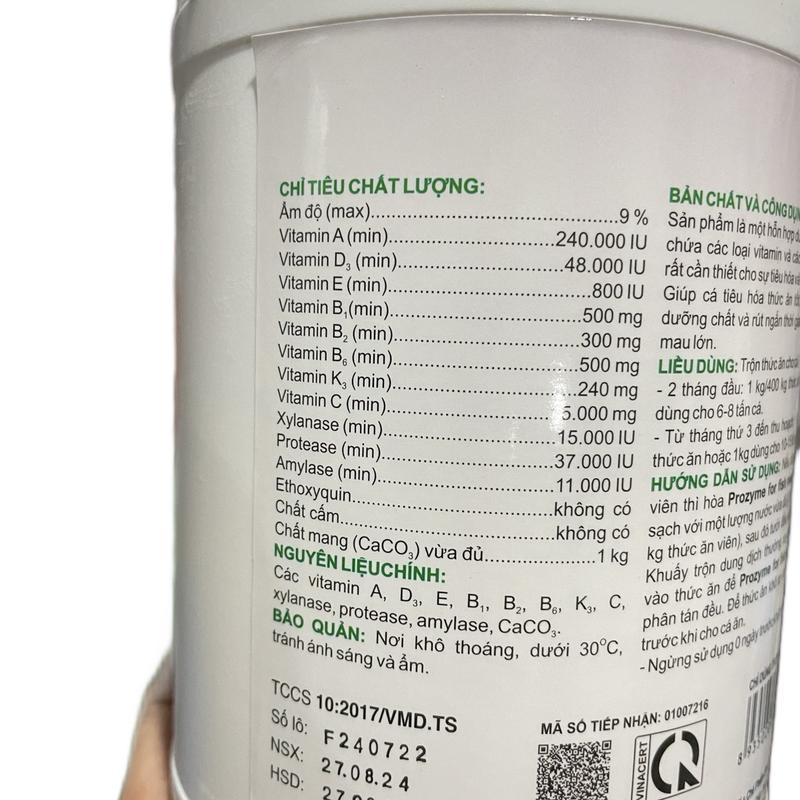 CHỈ TIÊU CHẤT LƯỢNG:
Ẩm độ (max)..........9 %
Vitamin A (min)..........240.000 IU
Vitamin D3 (min)..........48.000 IU
Vitamin E (min)..........800 IU
Vitamin B1(min)..........500 mg
Vitamin B2 (min)..........300 mg
Vitamin B6 (min)..........500 mg
Vitamin K3 (min)..........240 mg
Vitamin C (min)..........5.000 mg
Xylanase (min)..........15.000 IU
Protease (min)..........37.000 IU
Amylase (min)..........11.000 IU
Ethoxyquin..........không có
Chất cấm..........không có
Chất mang (CaCO3) vừa đủ..........1 kg
NGUYÊN LIỆU CHÍNH:
Các vitamin A, D3, E, B1, B2, B6, K3, C,
xylanase, protease, amylase, CaCO3.
BẢO QUẢN: Nơi khô thoáng, dưới 30°C,
tránh ánh sáng và ẩm.
TCCS 10:2017/VMD.TS
Số lô: F240722
NSX: 27.08.24
HSD: 27
BẢN CHẤT VÀ CÔNG DỤNG
Sản phẩm là một hỗn hợp
chứa các loại vitamin và
rất cần thiết cho sự tiêu hóa
Giúp cá tiêu hóa thức ăn
dưỡng chất và rút ngắn thời
mau lớn.
LIỀU DÙNG: Trộn thức ăn cho
- 2 tháng đầu: 1 kg/400 kg
dùng cho 6-8 tấn cá.
- Từ tháng thứ 3 đến thu hoạch
thức ăn hoặc 1kg dùng cho
HƯỚNG DẪN SỬ DỤNG:
viên thì hòa Prozyme for fish
sạch với một lượng nước vừa
kg thức ăn viên), sau đó
Khuấy trộn dung dịch
vào thức ăn để Prozyme
phân tán đều. Để thức ăn
trước khi cho cá ăn.
- Ngừng sử dụng 0 ngày trước
MÃ SỐ TIẾP NHẬN: 01007216
VINACERT